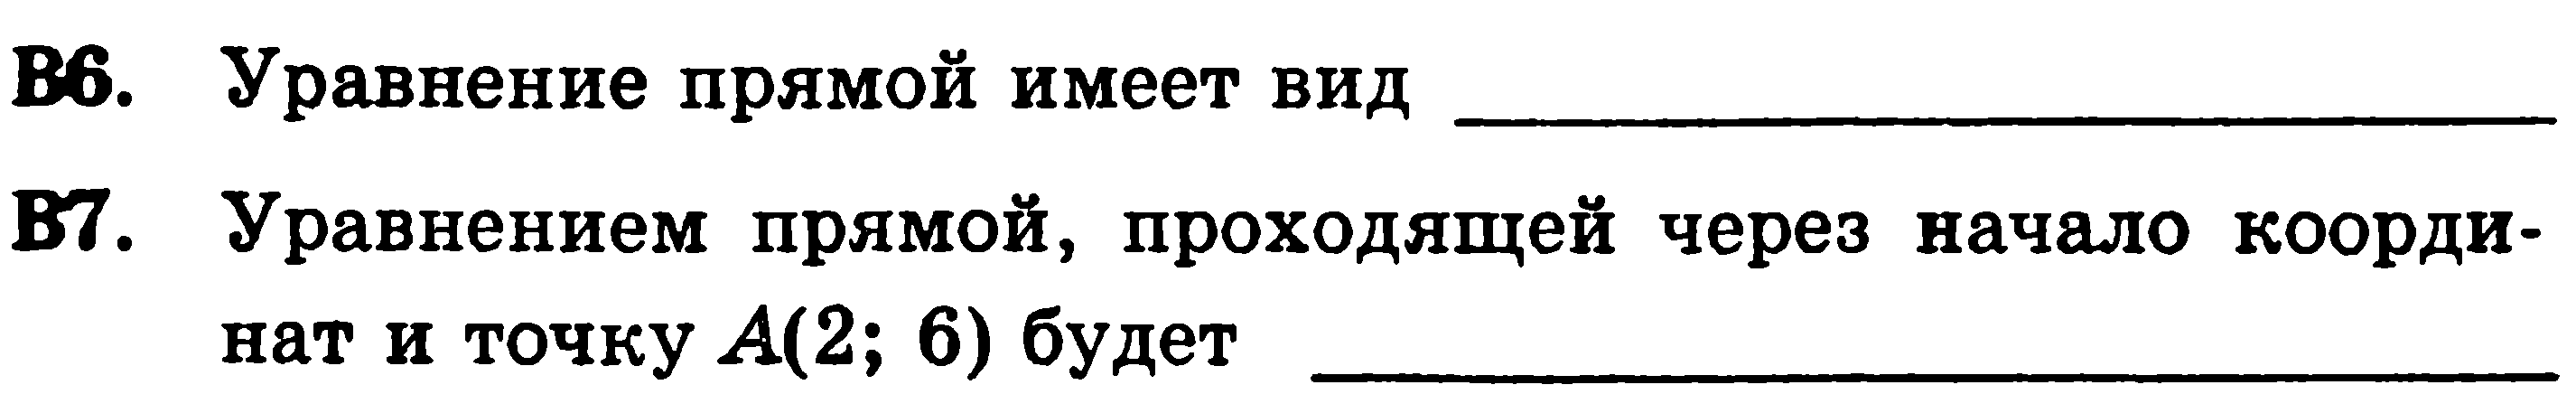 В6. Уравнение прямой имеет вид
В7. Уравнением прямой, проходящей через начало коорди-
нат и точку A(2; 6) будет